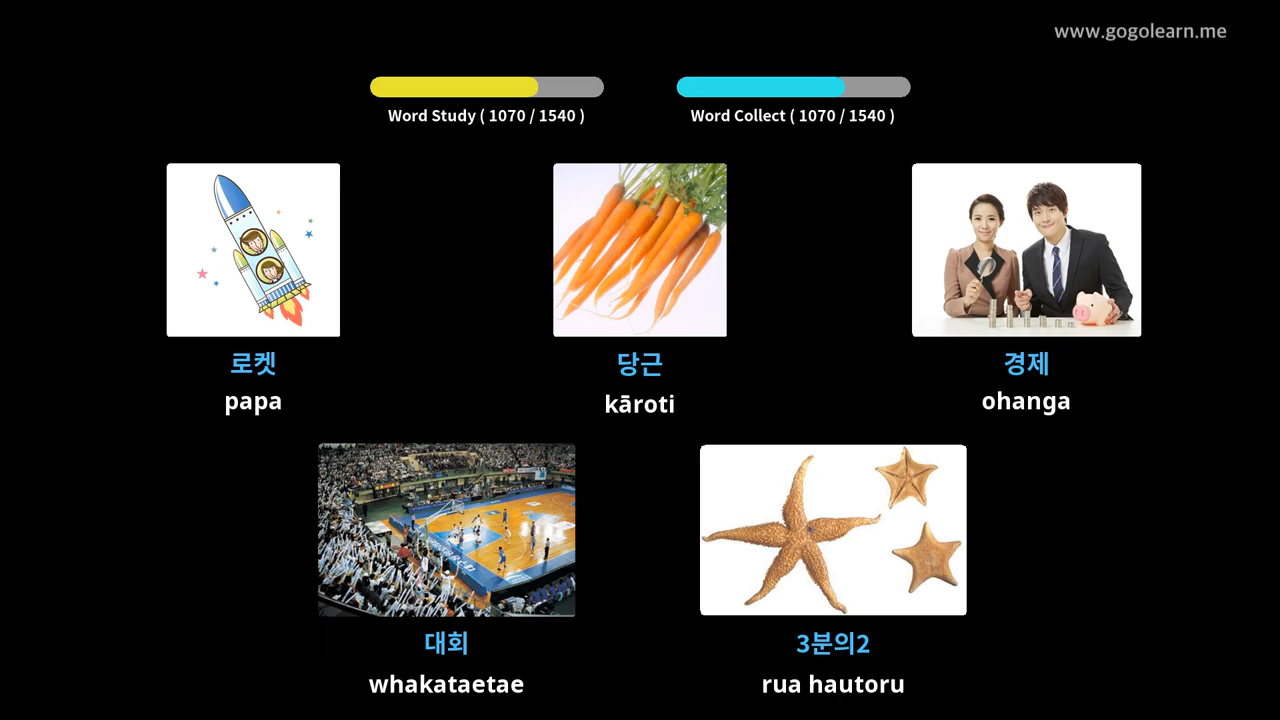 www.gogolearn.me
Word Study ( 1070 / 1540 )
Word Collect ( 1070 / 1540 )
로켓
papa
당근
kāroti
경제
ohanga
대회
whakataetae
3분의2
rua hautoru